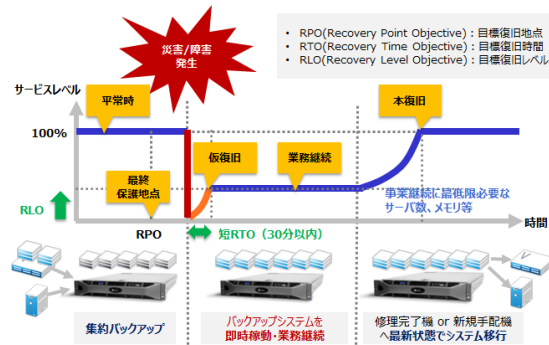 災害/障害
発生
• RPO(Recovery Point Objective) : 目標復旧地点
• RTO(Recovery Time Objective) : 目標復旧時間
• RLO(Recovery Level Objective) : 目標復旧レベル
サービスレベル
平常時
本復旧
100%
仮復旧
業務継続
最終
保護地点
事業継続に最低限必要な
サーバ数、メモリ等
RLO
時間
RPO
短RTO（30分以内）
V
集約バックアップ
バックアップシステムを
即時稼動・業務継続
修理完了機 or 新規手配機
へ最新状態でシステム移行